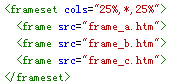 <frameset cols="25%,*,25%">
  <frame src="frame_a.htm">
  <frame src="frame_b.htm">
  <frame src="frame_c.htm">
</frameset>